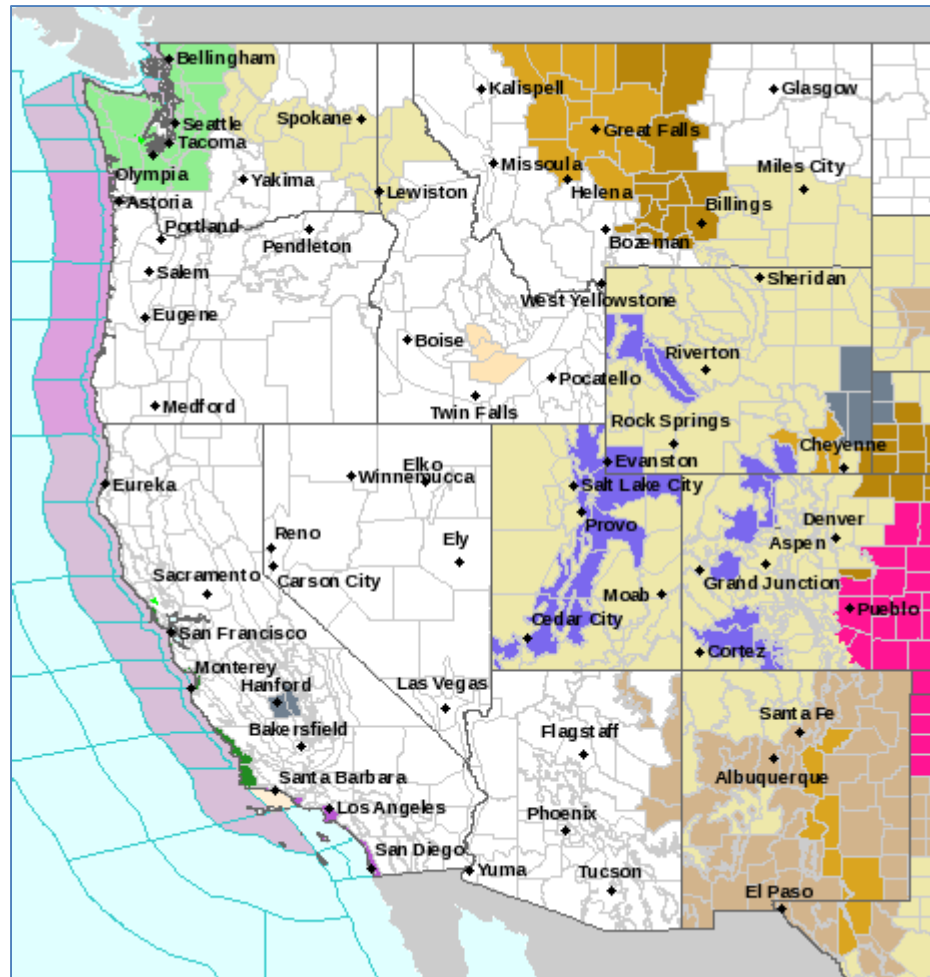 Bellingham
Kalispell
Glasgow
Seattle
Spokane
Great Falls
Tacoma
Missoula
Miles City
Olympia
Yakima
Lewiston
Helena
Billings
Astoria
Portland
Pendleton
Bozeman
Salem
West Yellowstone
Sheridan
Eugene
Boise
Riverton
Pocatello
Medford
Twin Falls
Rock Springs
Cheyenne
Elko
Evanston
Eureka
Winnemucca
Salt Lake City
Provo
Denver
Reno
Ely
Aspen
Sacramento
Carson City
Grand Junction
Moab
Pueblo
San Francisco
Cedar City
Cortez
Monterey
Hanford
Las Vegas
Santa Fe
Bakersfield
Flagstaff
Albuquerque
Santa Barbara
Los Angeles
Phoenix
San Diego
Yuma
Tucson
El Paso